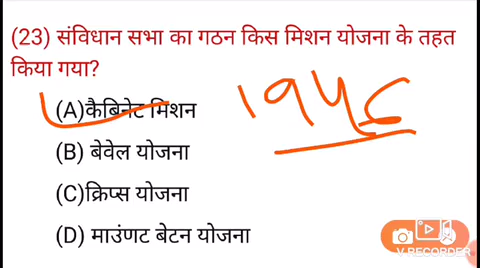 (23) संविधान सभा का गठन किस मिशन योजना के तहत
किया गया?
(A)कैबिनेट मिशन
1946
(B) बेवेल योजना
(C)क्रिप्स योजना
(D) माउंणट बेटन योजना
V RECORDER